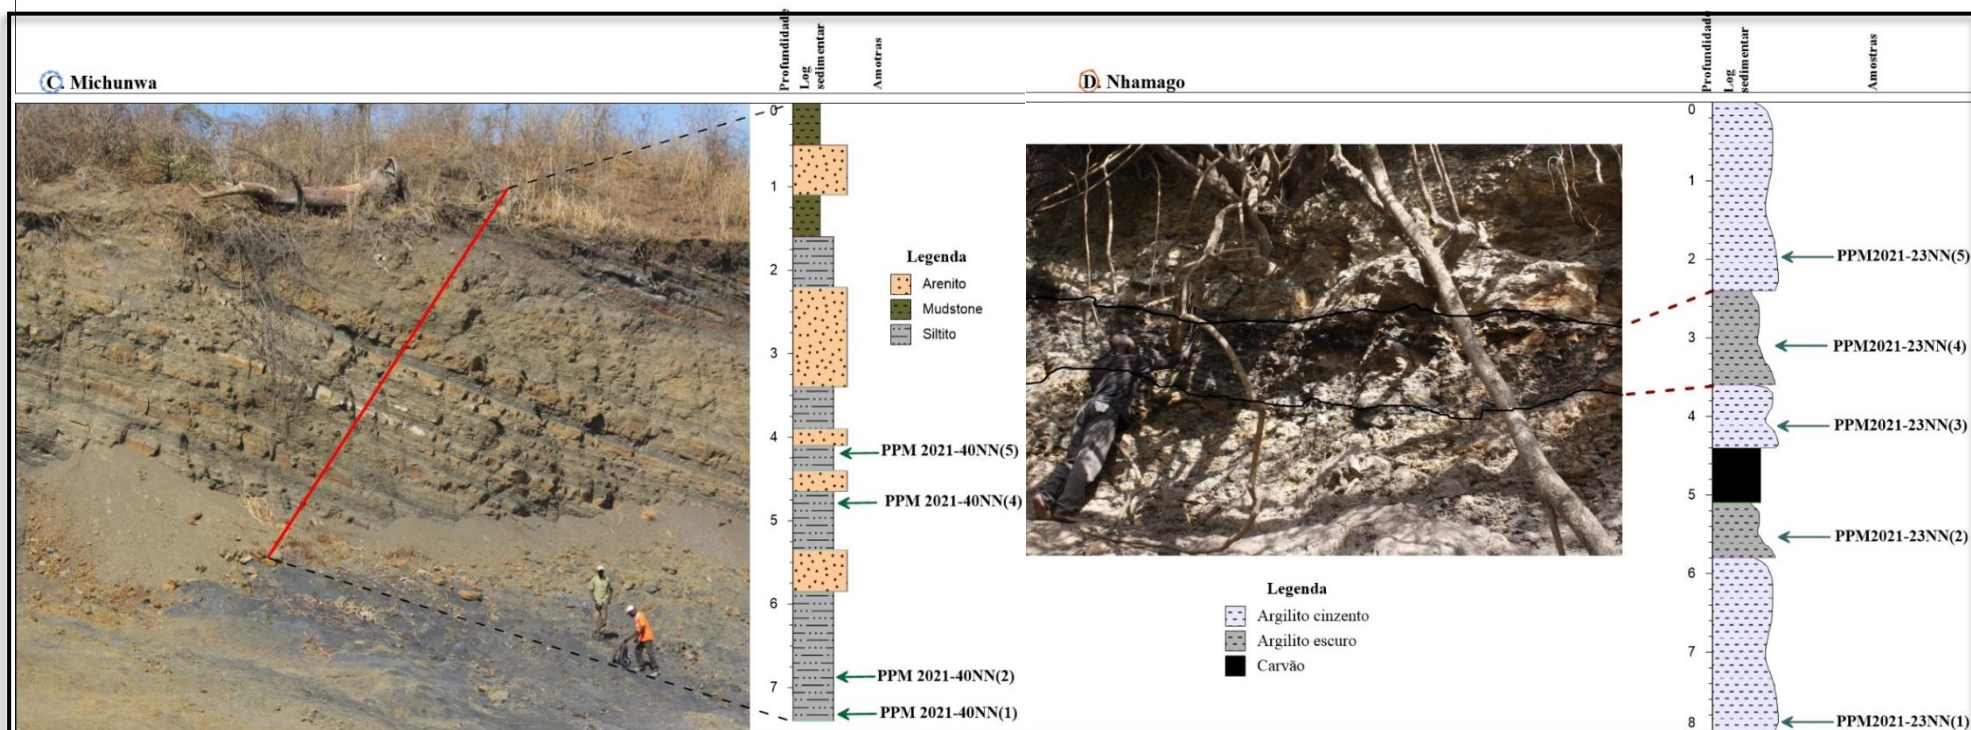 C. Michunwa
Profundidade
Log
sedimentar
Amotras
0
1
2
3
4
5
6
7
Legenda
Arenito
Mudstone
Siltito
PPM 2021-40NN(5)
PPM 2021-40NN(4)
PPM 2021-40NN(2)
PPM 2021-40NN(1)
D. Nhamago
Profundidade
Log
sedimentar
Amostras
0
1
2
3
4
5
6
7
8
PPM2021-23NN(5)
PPM2021-23NN(4)
PPM2021-23NN(3)
PPM2021-23NN(2)
PPM2021-23NN(1)
Legenda
Argilito cinzento
Argilito escuro
Carvão